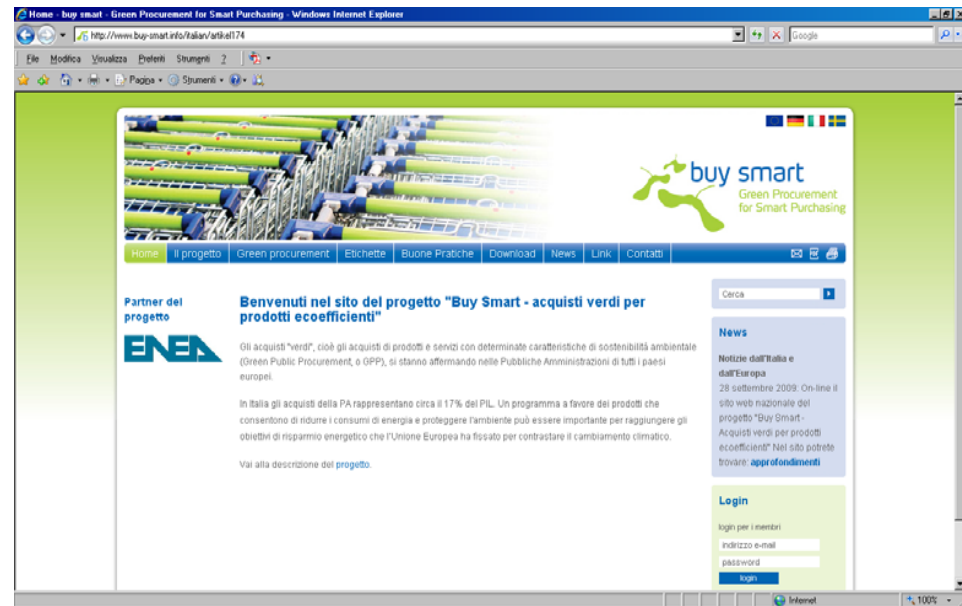 Home - buy smart - Green Procurement for Smart Purchasing - Windows Internet Explorer
http://www.buy-smart.info/italian/artikel174
Google
File Modifica Visualizza Preferiti Strumenti ?
Pagina Strumenti
buy smart
Green Procurement
for Smart Purchasing
Home Il progetto Green procurement Etichette Buone Pratiche Download News Link Contatti
Partner del
progetto
ENEA
Benvenuti nel sito del progetto "Buy Smart - acquisti verdi per
prodotti ecoefficienti"
Gli acquisti "verdi", cioè gli acquisti di prodotti e servizi con determinate caratteristiche di sostenibilità ambientale
(Green Public Procurement, o GPP), si stanno affermando nelle Pubbliche Amministrazioni di tutti i paesi
europei.
In Italia gli acquisti della PA rappresentano circa il 17% del PIL. Un programma a favore dei prodotti che
consentono di ridurre i consumi di energia e proteggere l'ambiente può essere importante per raggiungere gli
obiettivi di risparmio energetico che l'Unione Europea ha fissato per contrastare il cambiamento climatico.
Vai alla descrizione del progetto.
Cerca
News
Notizie dall'Italia e
dall'Europa
28 settembre 2009: On-line il
sito web nazionale del
progetto "Buy Smart -
Acquisti verdi per prodotti
ecoefficienti" Nel sito potrete
trovare: approfondimenti
Login
login per i membri
indirizzo e-mail
password
login
Internet
100%